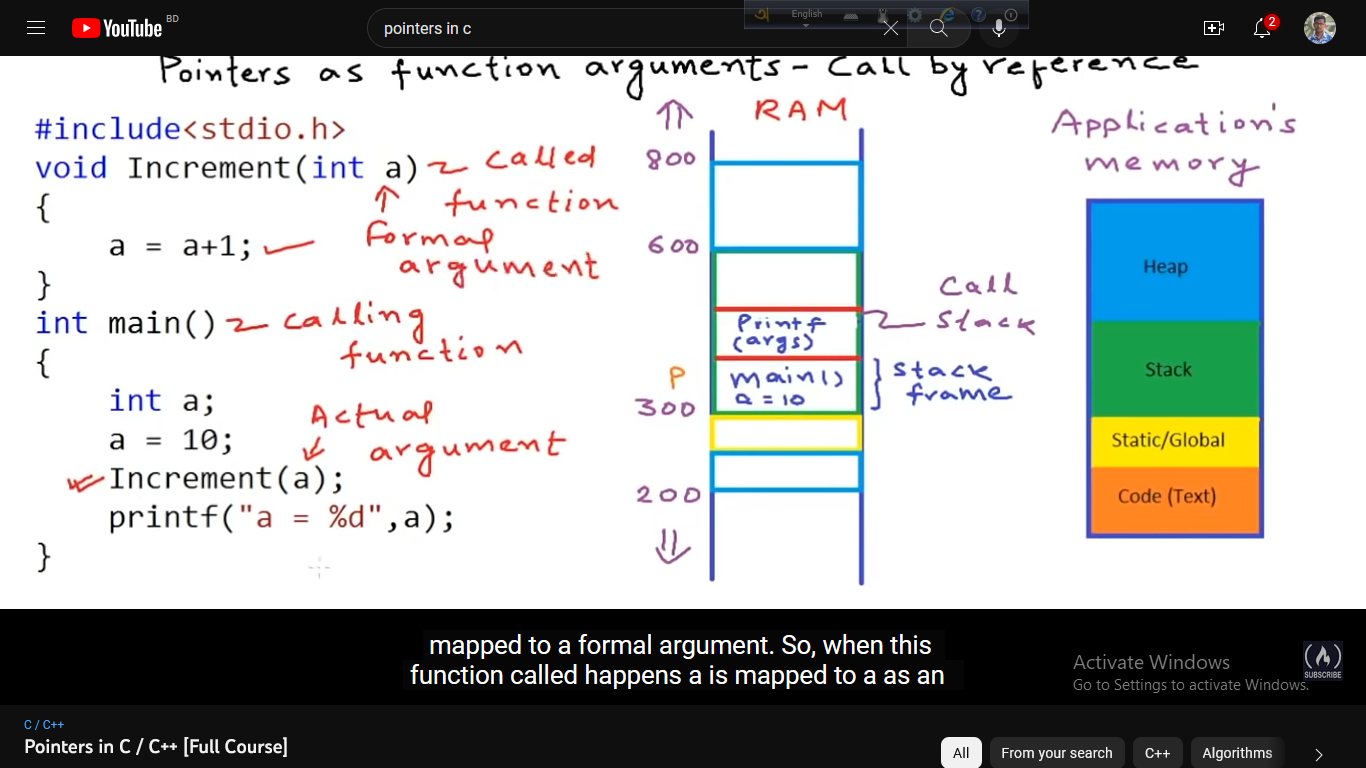 YouTube BD
pointers in c
English
2
Pointers as function arguments - Call by reference
#include<stdio.h>
void Increment(int a)
called
function
{
Formal
argument
a = a+1;
}
int main()
calling
function
{
int a;
a = 10;
Actual
argument
Increment(a);
printf("a = %d",a);
}
RAM
800
600
Printf
(args)
Call
stack
P
main()
a = 10
stack
frame
300
200
Application's
memory
Heap
Stack
Static/Global
Code (Text)
mapped to a formal argument. So, when this
function called happens a is mapped to a as an
Activate Windows
Go to Settings to activate Windows.
SUBSCRIBE
C / C++
Pointers in C / C++ [Full Course]
All
From your search
C++
Algorithms